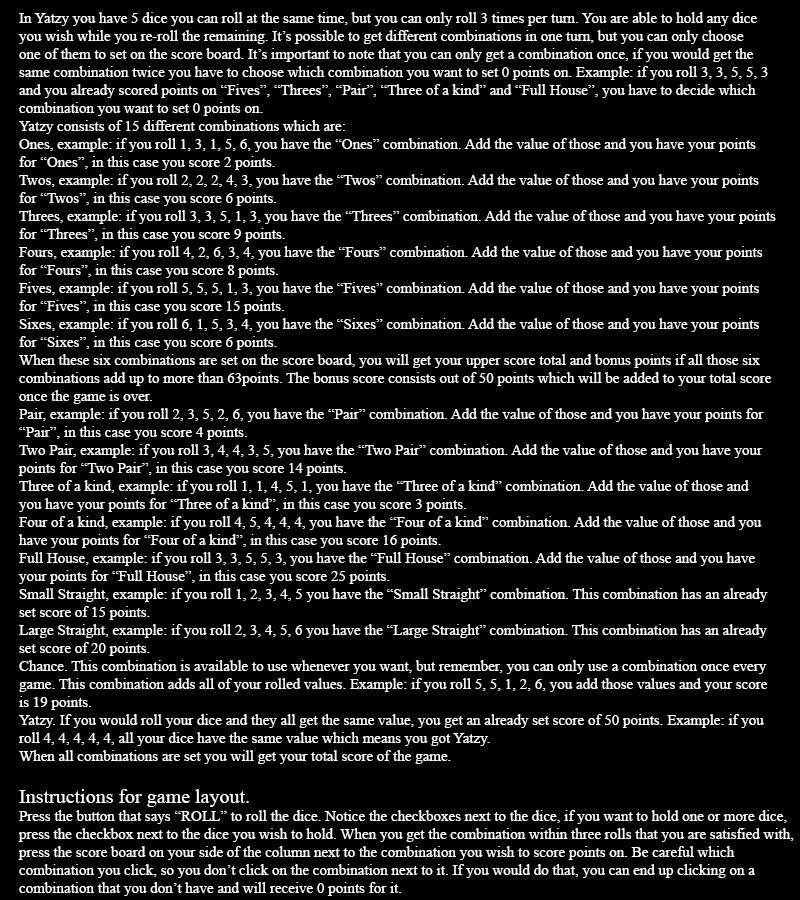 In Yatzy you have 5 dice you can roll at the same time, but you can only roll 3 times per turn. You are able to hold any dice
you wish while you re-roll the remaining. It’s possible to get different combinations in one turn, but you can only choose
one of them to set on the score board. It’s important to note that you can only get a combination once, if you would get the
same combination twice you have to choose which combination you want to set 0 points on. Example: if you roll 3, 3, 5, 5, 3
and you already scored points on “Fives”, “Threes”, “Pair”, “Three of a kind” and “Full House”, you have to decide which
combination you want to set 0 points on.
Yatzy consists of 15 different combinations which are:
Ones, example: if you roll 1, 3, 1, 5, 6, you have the “Ones” combination. Add the value of those and you have your points
for “Ones”, in this case you score 2 points.
Twos, example: if you roll 2, 2, 2, 4, 3, you have the “Twos” combination. Add the value of those and you have your points
for “Twos”, in this case you score 6 points.
Threes, example: if you roll 3, 3, 5, 1, 3, you have the “Threes” combination. Add the value of those and you have your points
for “Threes”, in this case you score 9 points.
Fours, example: if you roll 4, 2, 6, 3, 4, you have the “Fours” combination. Add the value of those and you have your points
for “Fours”, in this case you score 8 points.
Fives, example: if you roll 5, 5, 5, 1, 3, you have the “Fives” combination. Add the value of those and you have your points
for “Fives”, in this case you score 15 points.
Sixes, example: if you roll 6, 1, 5, 3, 4, you have the “Sixes” combination. Add the value of those and you have your points
for “Sixes”, in this case you score 6 points.
When these six combinations are set on the score board, you will get your upper score total and bonus points if all those six
combinations add up to more than 63points. The bonus score consists out of 50 points which will be added to your total score
once the game is over.
Pair, example: if you roll 2, 3, 5, 2, 6, you have the “Pair” combination. Add the value of those and you have your points for
“Pair”, in this case you score 4 points.
Two Pair, example: if you roll 3, 4, 4, 3, 5, you have the “Two Pair” combination. Add the value of those and you have your
points for “Two Pair”, in this case you score 14 points.
Three of a kind, example: if you roll 1, 1, 4, 5, 1, you have the “Three of a kind” combination. Add the value of those and
you have your points for “Three of a kind”, in this case you score 3 points.
Four of a kind, example: if you roll 4, 5, 4, 4, 4, you have the “Four of a kind” combination. Add the value of those and you
have your points for “Four of a kind”, in this case you score 16 points.
Full House, example: if you roll 3, 3, 5, 5, 3, you have the “Full House” combination. Add the value of those and you have
your points for “Full House”, in this case you score 25 points.
Small Straight, example: if you roll 1, 2, 3, 4, 5 you have the “Small Straight” combination. This combination has an already
set score of 15 points.
Large Straight, example: if you roll 2, 3, 4, 5, 6 you have the “Large Straight” combination. This combination has an already
set score of 20 points.
Chance. This combination is available to use whenever you want, but remember, you can only use a combination once every
game. This combination adds all of your rolled values. Example: if you roll 5, 5, 1, 2, 6, you add those values and your score
is 19 points.
Yatzy. If you would roll your dice and they all get the same value, you get an already set score of 50 points. Example: if you
roll 4, 4, 4, 4, 4, all your dice have the same value which means you got Yatzy.
When all combinations are set you will get your total score of the game.
Instructions for game layout.
Press the button that says “ROLL” to roll the dice. Notice the checkboxes next to the dice, if you want to hold one or more dice,
press the checkbox next to the dice you wish to hold. When you get the combination within three rolls that you are satisfied with,
press the score board on your side of the column next to the combination you wish to score points on. Be careful which
combination you click, so you don’t click on the combination next to it. If you would do that, you can end up clicking on a
combination that you don’t have and will receive 0 points for it.